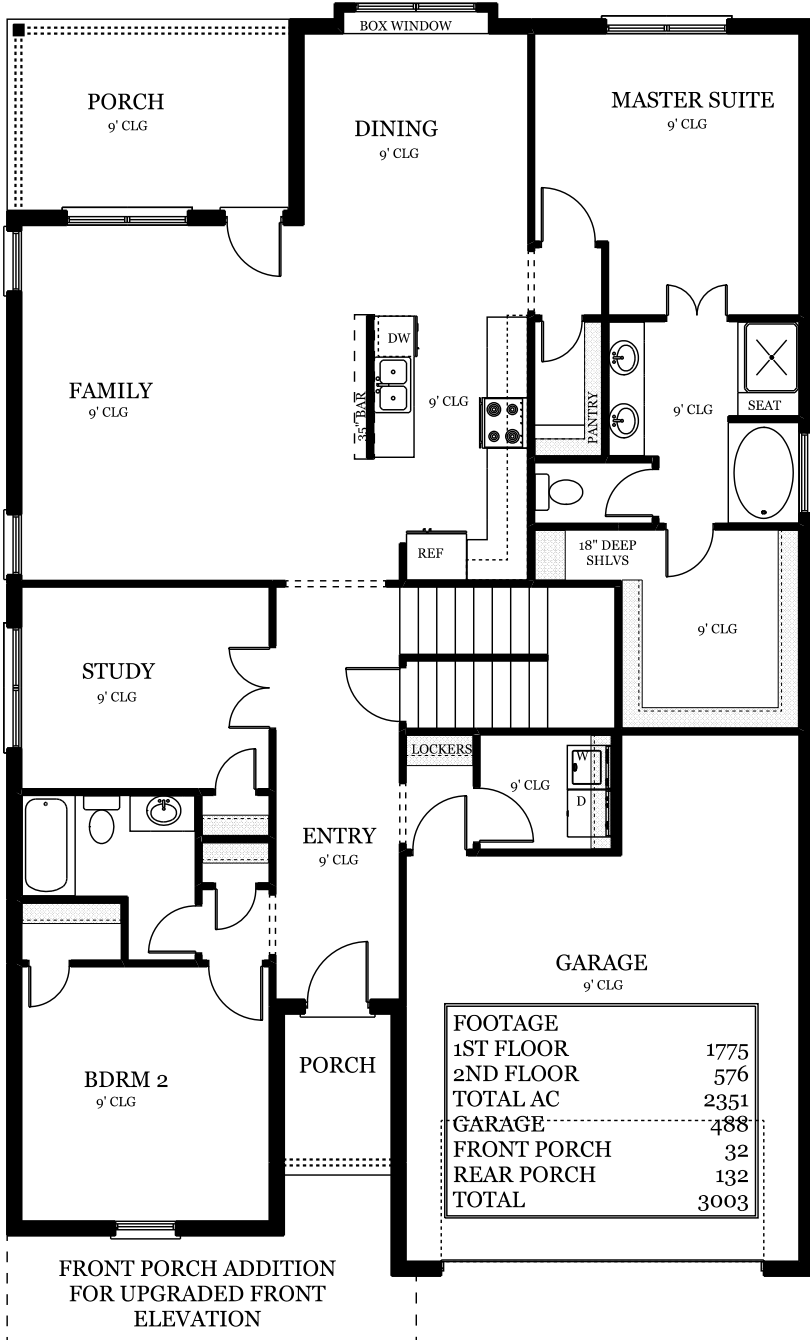 BOX WINDOW
PORCH
9' CLG
DINING
9' CLG
MASTER SUITE
9' CLG
DW
FAMILY
9' CLG
35" BAR
9' CLG
PANTRY
9' CLG
SEAT
REF
18" DEEP
SHLVS
9' CLG
STUDY
9' CLG
LOCKERS
W
9' CLG
D
ENTRY
9' CLG
GARAGE
9' CLG
BDRM 2
9' CLG
PORCH
FOOTAGE
1ST FLOOR 1775
2ND FLOOR 576
TOTAL AC 2351
GARAGE 488
FRONT PORCH 32
REAR PORCH 132
TOTAL 3003
FRONT PORCH ADDITION
FOR UPGRADED FRONT
ELEVATION